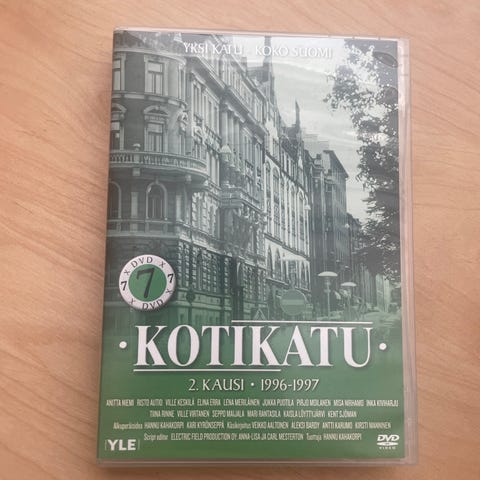 YKSI KATU - KOKO SUOMI
7 x DVD x 7 x DVD x
7
• KOTIKATU •
2. KAUSI • 1996-1997
ANITTA NIEMI RISTO AUTIO VILLE KESKILÄ ELINA ERRA LENA MERILÄINEN JUKKA PUOTILA PIRJO MOILANEN MISA NIRHAMO INKA KIVIHARJU
TIINA RINNE VILLE VIRTANEN SEPPO MAIJALA MARI RANTASILA KAISLA LÖYTTYJÄRVI KENT SJÖMAN
Alkuperäisidea HANNU KAHAKORPI KARI KYRÖNSEPPÄ Käsikirjoitus VEIKKO AALTONEN ALEKSI BARDY ANTTI KARUMO KIRSTI MANNINEN
Script editor ELECTRIC FIELD PRODUCTION OY: ANNA-LISA JA CARL MESTERTON Tuottaja HANNU KAHAKORPI
YLE
DVD
VIDEO